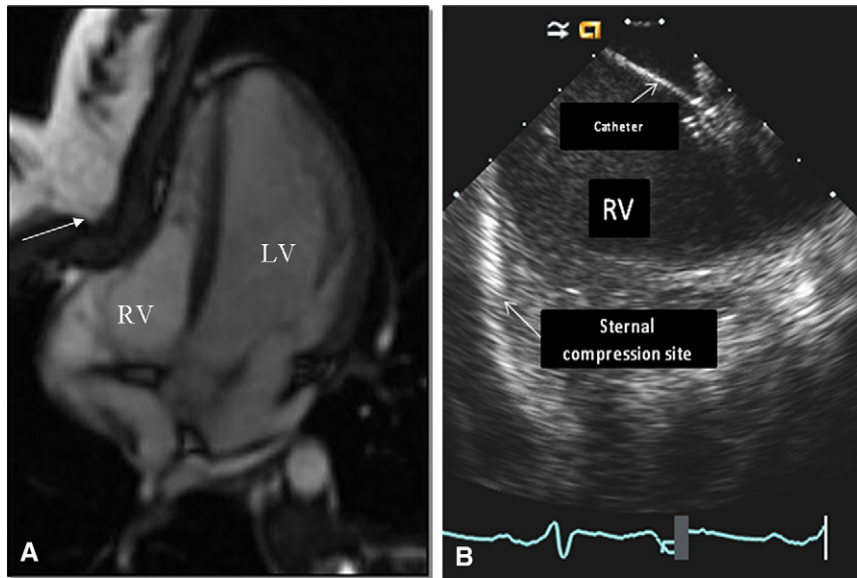 RV
LV
A
Catheter
RV
Sternal
compression site
B